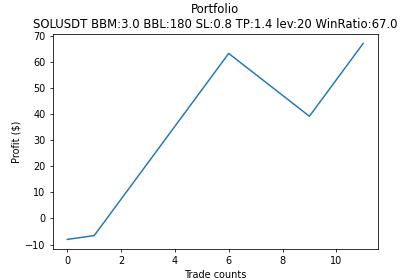 Portfolio
SOLUSDT BBM:3.0 BBL:180 SL:0.8 TP:1.4 lev:20 WinRatio:67.0
70
60
50
40
30
20
10
0
−10
Profit ($)
0 2 4 6 8 10
Trade counts